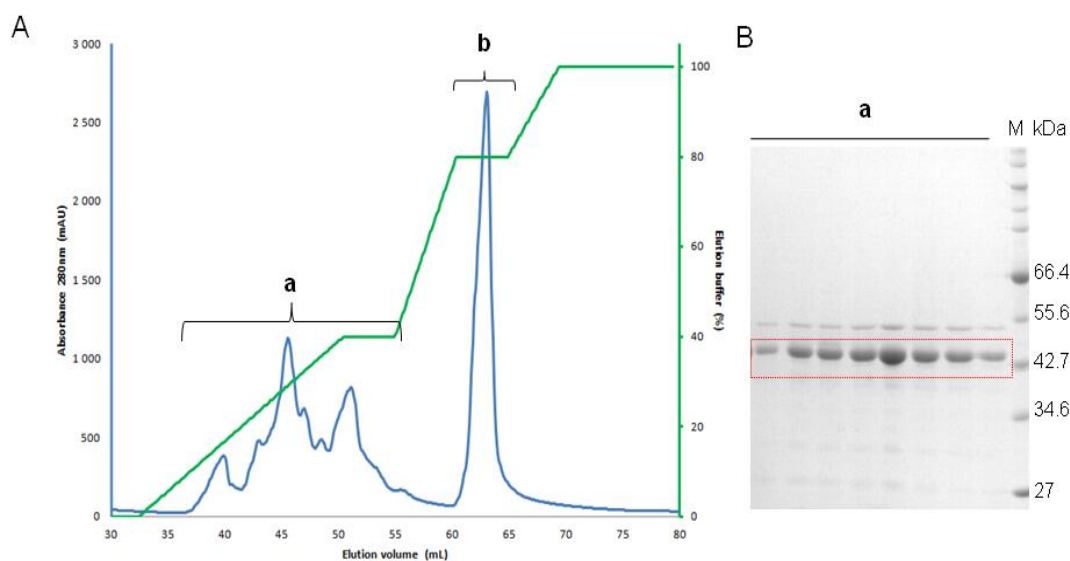 A
B
a
b
3 000
2 500
2 000
1 500
1 000
500
0
Absorbance 280nm (mAU)
30 35 40 45 50 55 60 65 70 75 80
Elution volume (mL)
100
80
60
40
20
0
Elution buffer (%)
a
M kDa
66.4
55.6
42.7
34.6
27